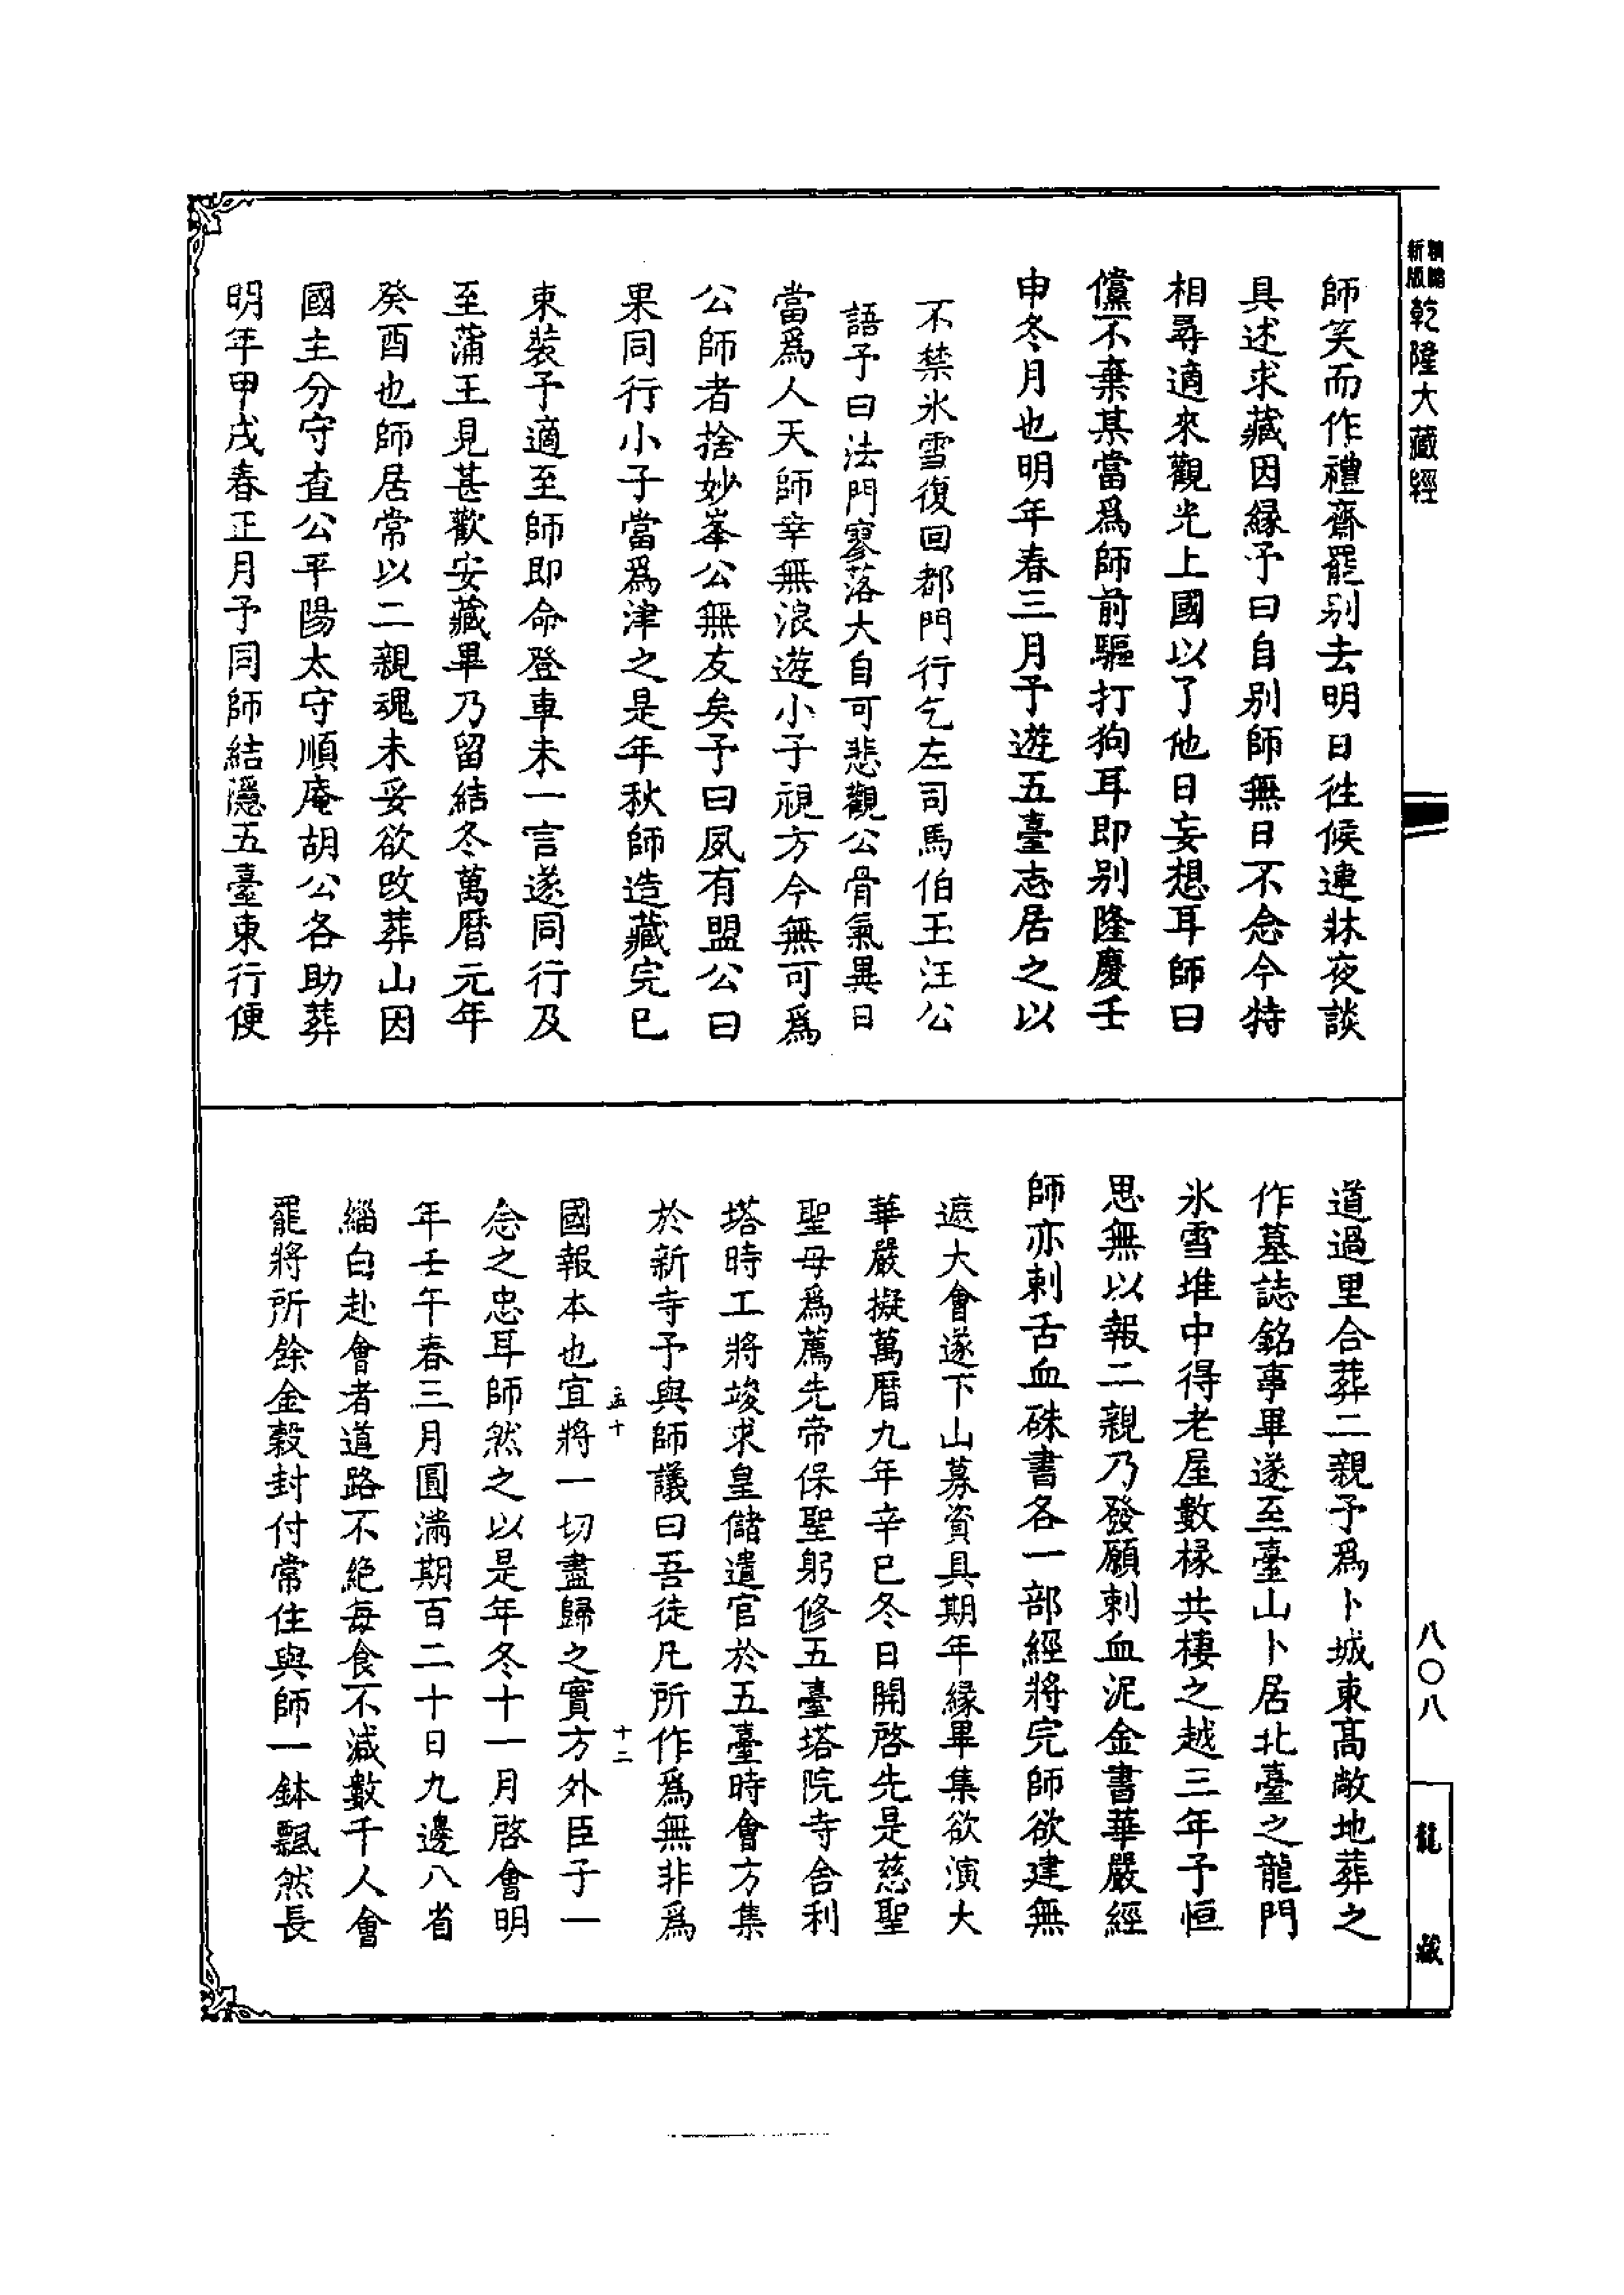 精縮
新版
乾隆大藏經
師笑而作禮齋罷别去明日徃候連牀夜談
具述求藏因縁予曰自别師無日不念今特
相尋適來觀光上國以了他日妄想耳師曰
儻不棄某當爲師前驅打狗耳即别隆慶壬
申冬月也明年春三月予遊五臺志居之以
不禁氷雪復回都門行乞左司馬伯玉汪公
語予曰法門寥落大自可悲觀公骨氣異日
當爲人天師幸無浪遊小子視方今無可爲
公師者捨妙峯公無友矣予曰夙有盟公曰
果同行小子當爲津之是年秋師造藏完已
束裝予適至師即命登車未一言遂同行及
至蒲王見甚歡安藏畢乃留結冬萬曆元年
癸酉也師居常以二親魂未妥欲改葬山因
國主分守查公平陽太守順庵胡公各助葬
明年甲戌春正月予同師結隱五臺東行便
道過里合葬二親予爲卜城東高敞地葬之
作墓誌銘事畢遂至臺山卜居北臺之龍門
氷雪堆中得老屋數椽共棲之越三年予恒
思無以報二親乃發願刺血泥金書華嚴經
師亦刺舌血硃書各一部經將完師欲建無
遮大會遂下山募資具期年緣畢集欲演大
華嚴擬萬曆九年辛巳冬日開啓先是慈聖
聖母爲薦先帝保聖躬修五臺塔院寺舍利
塔時工將竣求皇儲遣官於五臺時會方集
於新寺予與師議曰吾徒凡所作爲無非爲
十二
國報本也宜將一切盡歸之實方外臣子一
念之忠耳師然之以是年冬十一月啓會明
年壬午春三月圓滿期百二十日九邊八省
緇白赴會者道路不絶每食不減數千人會
罷將所餘金穀封付常住與師一鉢飄然長
八〇八
龍藏